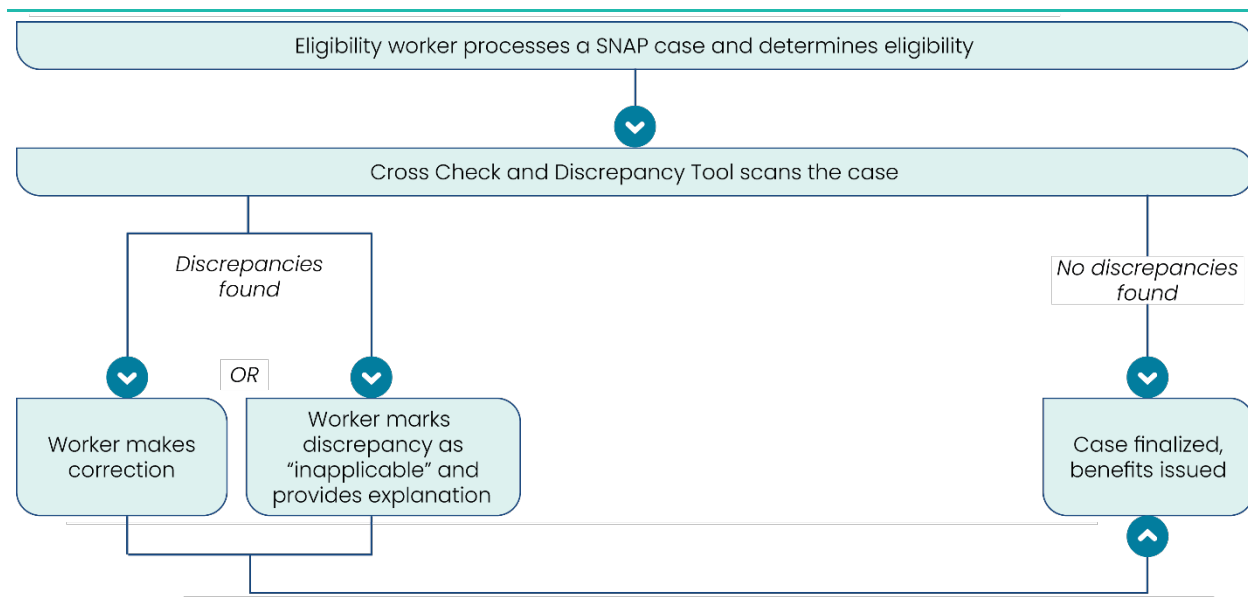 Eligibility worker processes a SNAP case and determines eligibility
Cross Check and Discrepancy Tool scans the case
Discrepancies
found
No discrepancies
found
OR
Worker makes
correction
Worker marks
discrepancy as
“inapplicable” and
provides explanation
Case finalized,
benefits issued